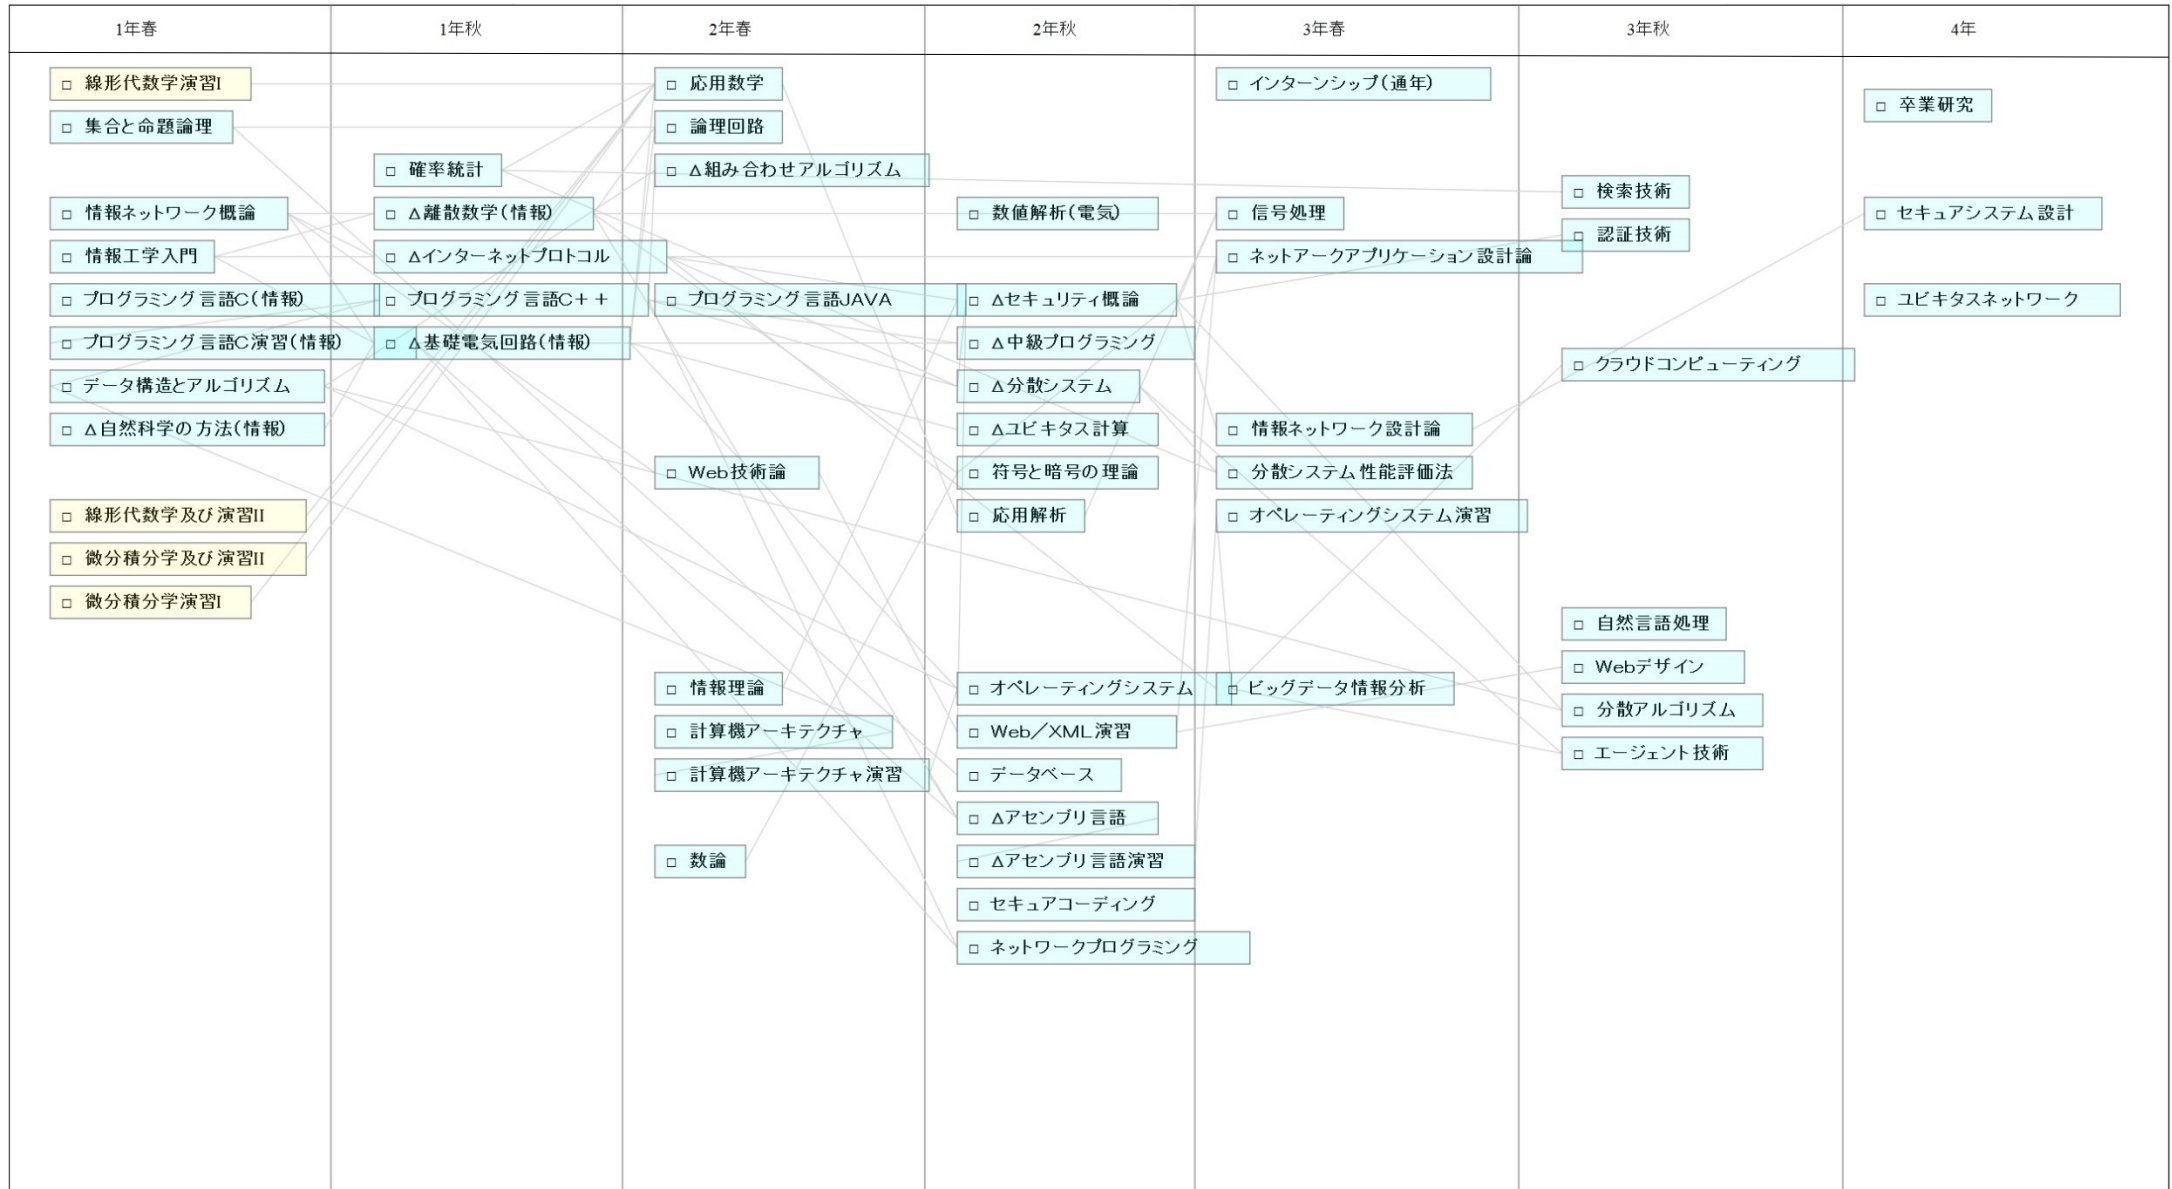 1年春
1年秋
2年春
2年秋
3年春
3年秋
4年
□ 線形代数学演習I
□ 集合と命題論理
□ 情報ネットワーク概論
□ 情報工学入門
□ プログラミング言語C(情報)
□ プログラミング言語C演習(情報)
□ データ構造とアルゴリズム
□ △自然科学の方法(情報)
□ 線形代数学及び演習II
□ 微分積分学及び演習II
□ 微分積分学演習I
□ 確率統計
□ △離散数学(情報)
□ △インターネットプロトコル
□ プログラミング言語C++
□ △基礎電気回路(情報)
□ 応用数学
□ 論理回路
□ △組み合わせアルゴリズム
□ プログラミング言語JAVA
□ Web技術論
□ 情報理論
□ 計算機アーキテクチャ
□ 計算機アーキテクチャ演習
□ 数論
□ 数値解析(電気)
□ △セキュリティ概論
□ △中級プログラミング
□ △分散システム
□ △ユビキタス計算
□ 符号と暗号の理論
□ 応用解析
□ オペレーティングシステム
□ Web/XML演習
□ データベース
□ △アセンブリ言語
□ △アセンブリ言語演習
□ セキュアコーディング
□ ネットワークプログラミング
□ インターンシップ(通年)
□ 信号処理
□ ネットアークアプリケーション設計論
□ 情報ネットワーク設計論
□ 分散システム性能評価法
□ オペレーティングシステム演習
□ ビッグデータ情報分析
□ 検索技術
□ 認証技術
□ クラウドコンピューティング
□ 自然言語処理
□ Webデザイン
□ 分散アルゴリズム
□ エージェント技術
□ 卒業研究
□ セキュアシステム設計
□ ユビキタスネットワーク